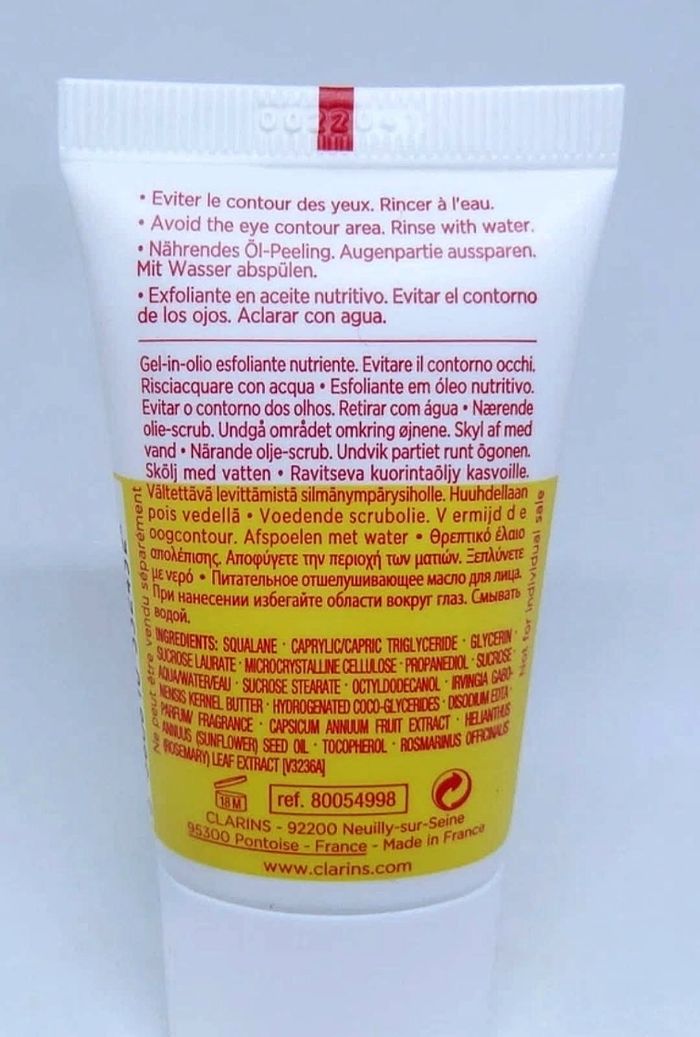 • Eviter le contour des yeux. Rincer à l'eau.
• Avoid the eye contour area. Rinse with water.
• Nährendes Öl-Peeling. Augenpartie aussparen.
Mit Wasser abspülen.
• Exfoliante en aceite nutritivo. Evitar el contorno
de los ojos. Aclarar con agua.
Gel-in-olio esfoliante nutriente. Evitare il contorno occhi.
Risciacquare con acqua • Esfoliante em óleo nutritivo.
Evitar o contorno dos olhos. Retirar com água • Nærende
olie-scrub. Undgå området omkring øjnene. Skyl af med
vand • Närande olje-scrub. Undvik partiet runt ögonen.
Skölj med vatten • Ravitseva kuorintaöljy kasvoille.
Vältettävä levittämistä silmänympärysiholle. Huuhdellaan
pois vedellä • Voedende scrubolie. V ermijd d e
oogcontour. Afspoelen met water • Θρεπτικό έλαιο
απολέπισης. Αποφύγετε την περιοχή των ματιών. Ξεπλύνετε
με νερό • Питательное отшелушивающее масло для лица.
При нанесении избегайте области вокруг глаз. Смывать
водой.
INGREDIENTS: SQUALANE · CAPRYLIC/CAPRIC TRIGLYCERIDE · GLYCERIN ·
SUCROSE LAURATE · MICROCRYSTALLINE CELLULOSE · PROPANEDIOL · SUCROSE ·
AQUA/WATER/EAU · SUCROSE STEARATE · OCTYLDODECANOL · IRVINGIA GABO-
NENSIS KERNEL BUTTER · HYDROGENATED COCO-GLYCERIDES · DISODIUM EDTA ·
PARFUM/ FRAGRANCE · CAPSICUM ANNUUM FRUIT EXTRACT · HELIANTHUS
ANNUUS (SUNFLOWER) SEED OIL · TOCOPHEROL · ROSMARINUS OFFICINALIS
(ROSEMARY) LEAF EXTRACT [V3236A]
18 M
ref. 80054998
CLARINS - 92200 Neuilly-sur-Seine
95300 Pontoise - France - Made in France
www.clarins.com
Ne peut être vendu séparément
Not for individual sale